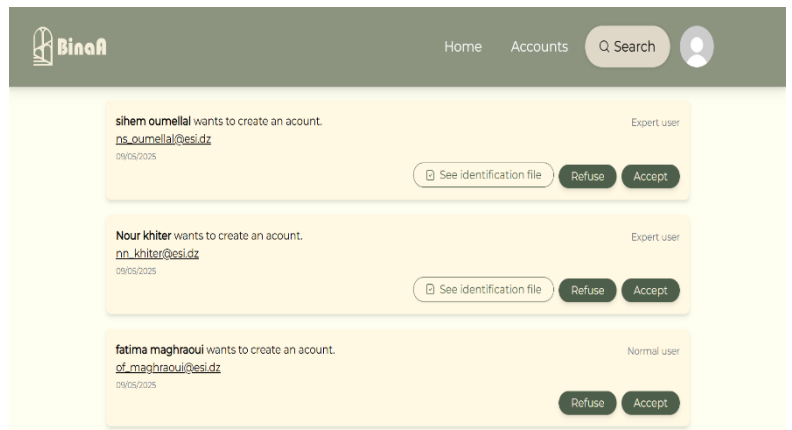 BinaA
Home Accounts Search
sihem oumellal wants to create an acount.
Expert user
ns_oumellal@esi.dz
09/05/2025
See identification file Refuse Accept
Nour khiter wants to create an acount.
Expert user
nn_khiter@esi.dz
09/05/2025
See identification file Refuse Accept
fatima maghraoui wants to create an acount.
Normal user
of_maghraoui@esi.dz
09/05/2025
Refuse Accept